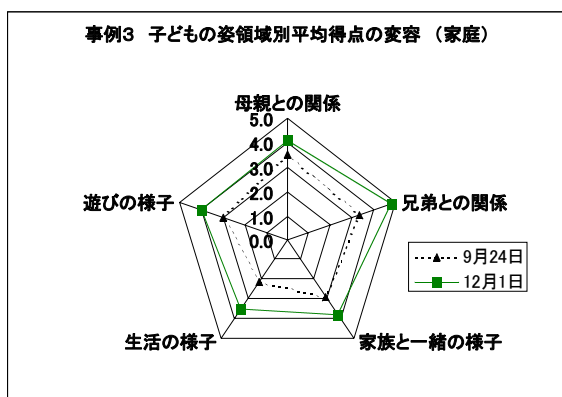 事例3 子どもの姿領域別平均得点の変容 (家庭)
母親との関係
5.0
4.0
3.0
2.0
1.0
0.0
兄弟との関係
家族と一緒の様子
生活の様子
遊びの様子
9月24日
12月1日